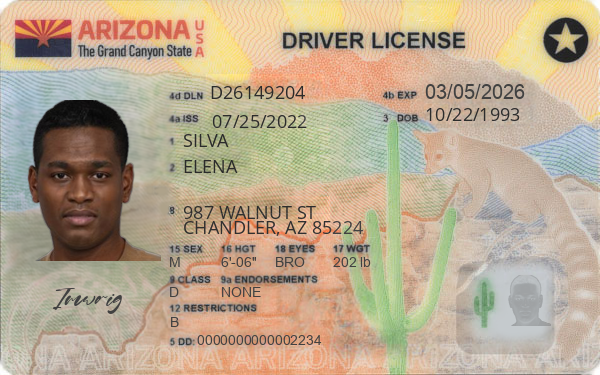 ARIZONA USA
The Grand Canyon State
DRIVER LICENSE
4d DLN D26149204
4b EXP 03/05/2026
4a ISS 07/25/2022
3 DOB 10/22/1993
1 SILVA
2 ELENA
8 987 WALNUT ST
CHANDLER, AZ 85224
15 SEX 16 HGT 18 EYES 17 WGT
M 6'-06" BRO 202 lb
9 CLASS 9a ENDORSEMENTS
D NONE
12 RESTRICTIONS
B
5 DD: 0000000000002234
ARIZONA ARIZONA ARIZONA ARIZONA